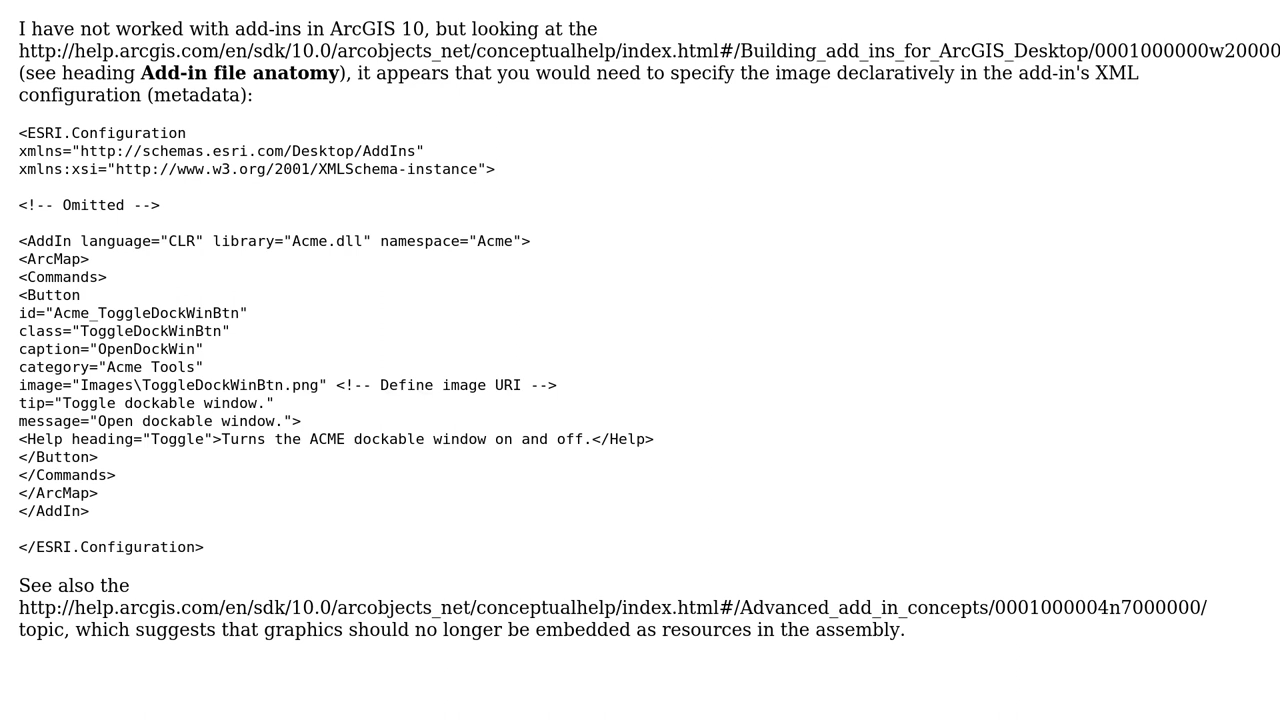 I have not worked with add-ins in ArcGIS 10, but looking at the
http://help.arcgis.com/en/sdk/10.0/arcobjects_net/conceptualhelp/index.html#/Building_add_ins_for_ArcGIS_Desktop/0001000000w20000
(see heading Add-in file anatomy), it appears that you would need to specify the image declaratively in the add-in's XML
configuration (metadata):
<ESRI.Configuration
xmlns="http://schemas.esri.com/Desktop/AddIns"
xmlns:xsi="http://www.w3.org/2001/XMLSchema-instance">
<!-- Omitted -->
<AddIn language="CLR" library="Acme.dll" namespace="Acme">
<ArcMap>
<Commands>
<Button
id="Acme_ToggleDockWinBtn"
class="ToggleDockWinBtn"
caption="OpenDockWin"
category="Acme Tools"
image="Images\ToggleDockWinBtn.png" <!-- Define image URI -->
tip="Toggle dockable window."
message="Open dockable window.">
<Help heading="Toggle">Turns the ACME dockable window on and off.</Help>
</Button>
</Commands>
</ArcMap>
</AddIn>
</ESRI.Configuration>
See also the
http://help.arcgis.com/en/sdk/10.0/arcobjects_net/conceptualhelp/index.html#/Advanced_add_in_concepts/0001000004n7000000/
topic, which suggests that graphics should no longer be embedded as resources in the assembly.